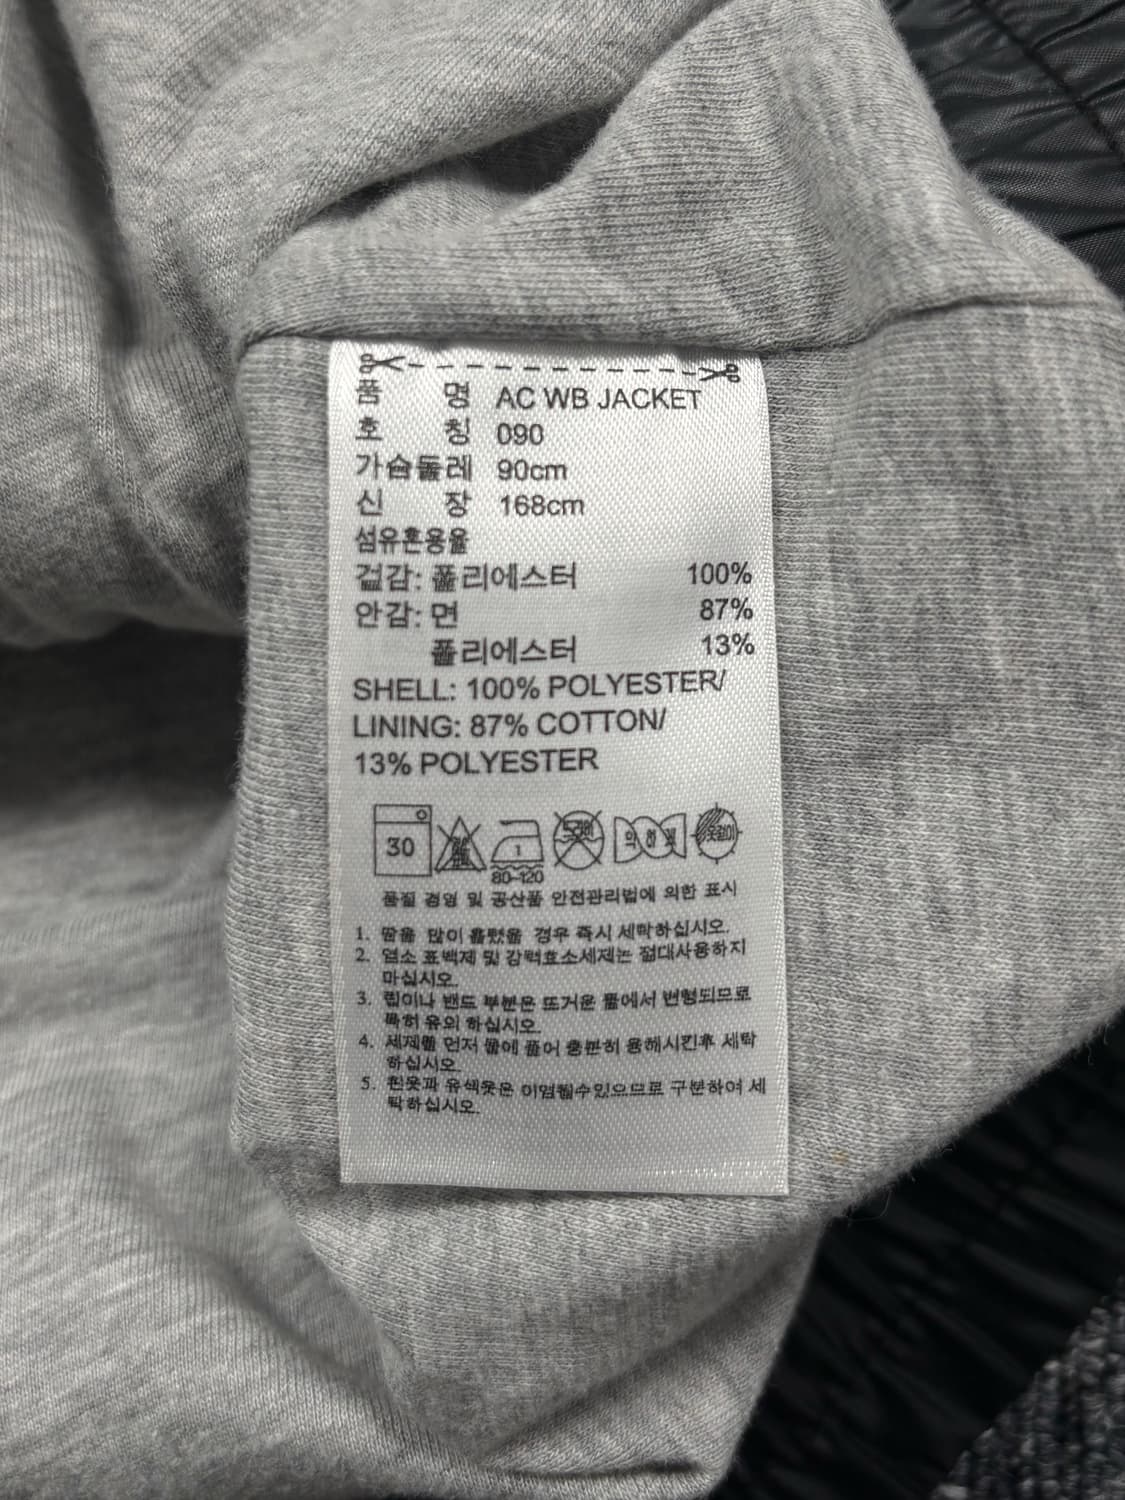 품 명 AC WB JACKET
호 칭 090
가슴둘레 90cm
신 장 168cm
섬유혼용율
겉감: 폴리에스터 100%
안감: 면 87%
폴리에스터 13%
SHELL: 100% POLYESTER/
LINING: 87% COTTON/
13% POLYESTER
30 1 약하게
80~120
품질 경영 및 공산품 안전관리법에 의한 표시
1. 땀을 많이 흘렸을 경우 즉시 세탁하십시오.
2. 염소 표백제 및 강력효소세제는 절대사용하지
마십시오.
3. 립이나 밴드 부분은 뜨거운 물에서 변형되므로
특히 유의 하십시오.
4. 세제를 먼저 물에 풀어 충분히 용해시킨후 세탁
하십시오.
5. 흰옷과 유색옷은 이염될수있으므로 구분하여 세
탁하십시오.